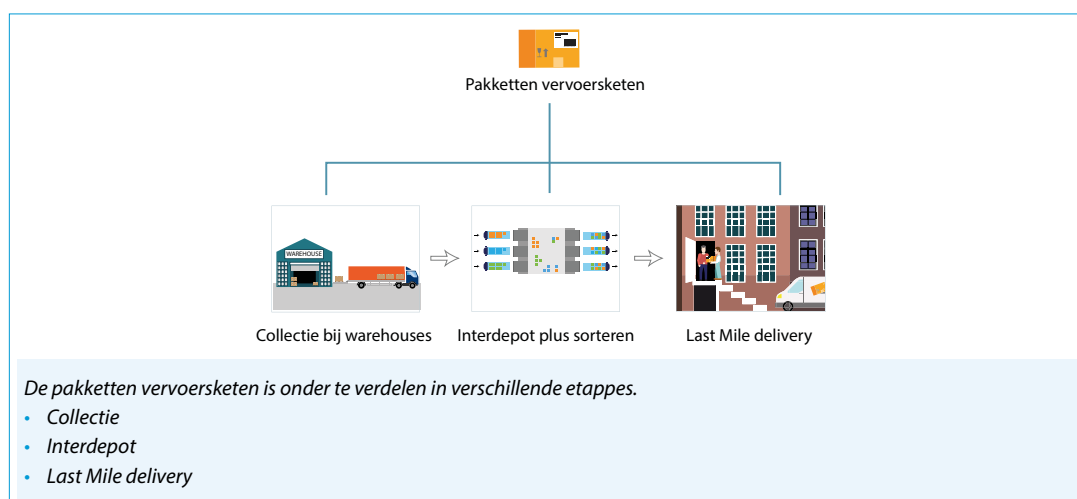 Pakketten vervoersketen
WAREHOUSE
Collectie bij warehouses
Interdepot plus sorteren
Last Mile delivery
De pakketten vervoersketen is onder te verdelen in verschillende etappes.
• Collectie
• Interdepot
• Last Mile delivery